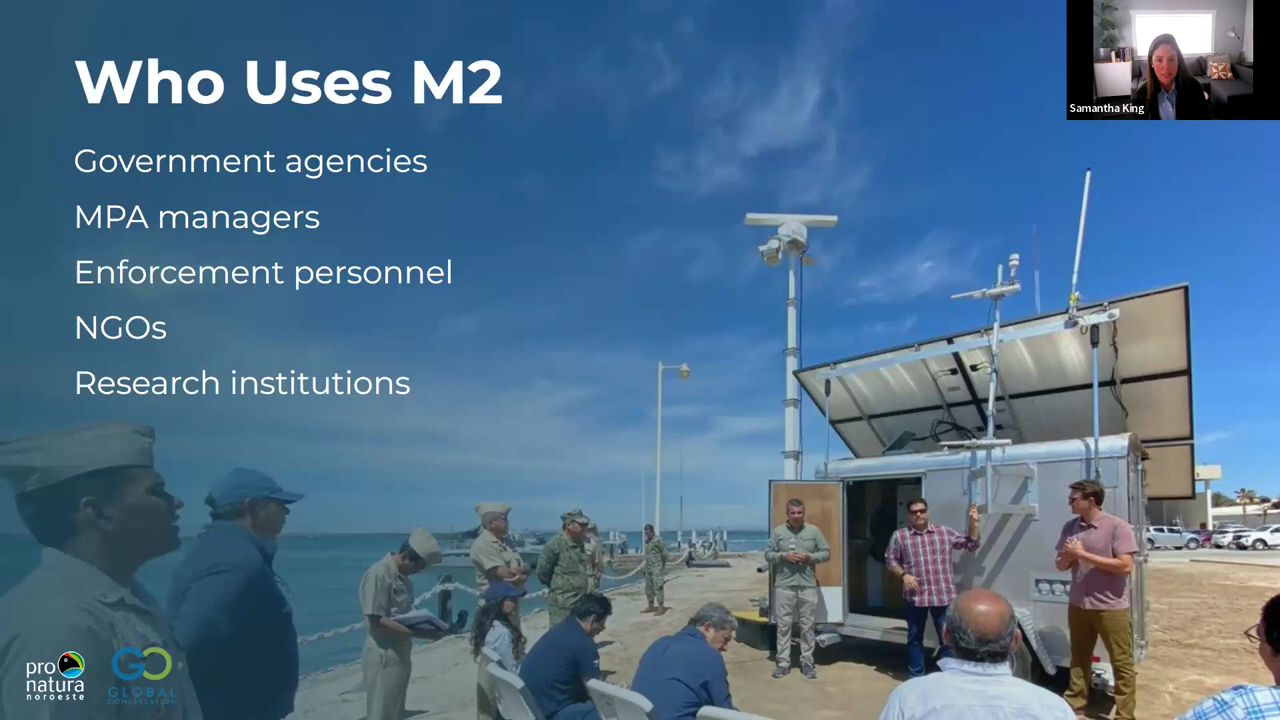 Who Uses M2
Government agencies
MPA managers
Enforcement personnel
NGOs
Research institutions
Samantha King
pro
natura
noroeste
GO
GLOBAL
CONSERVATION